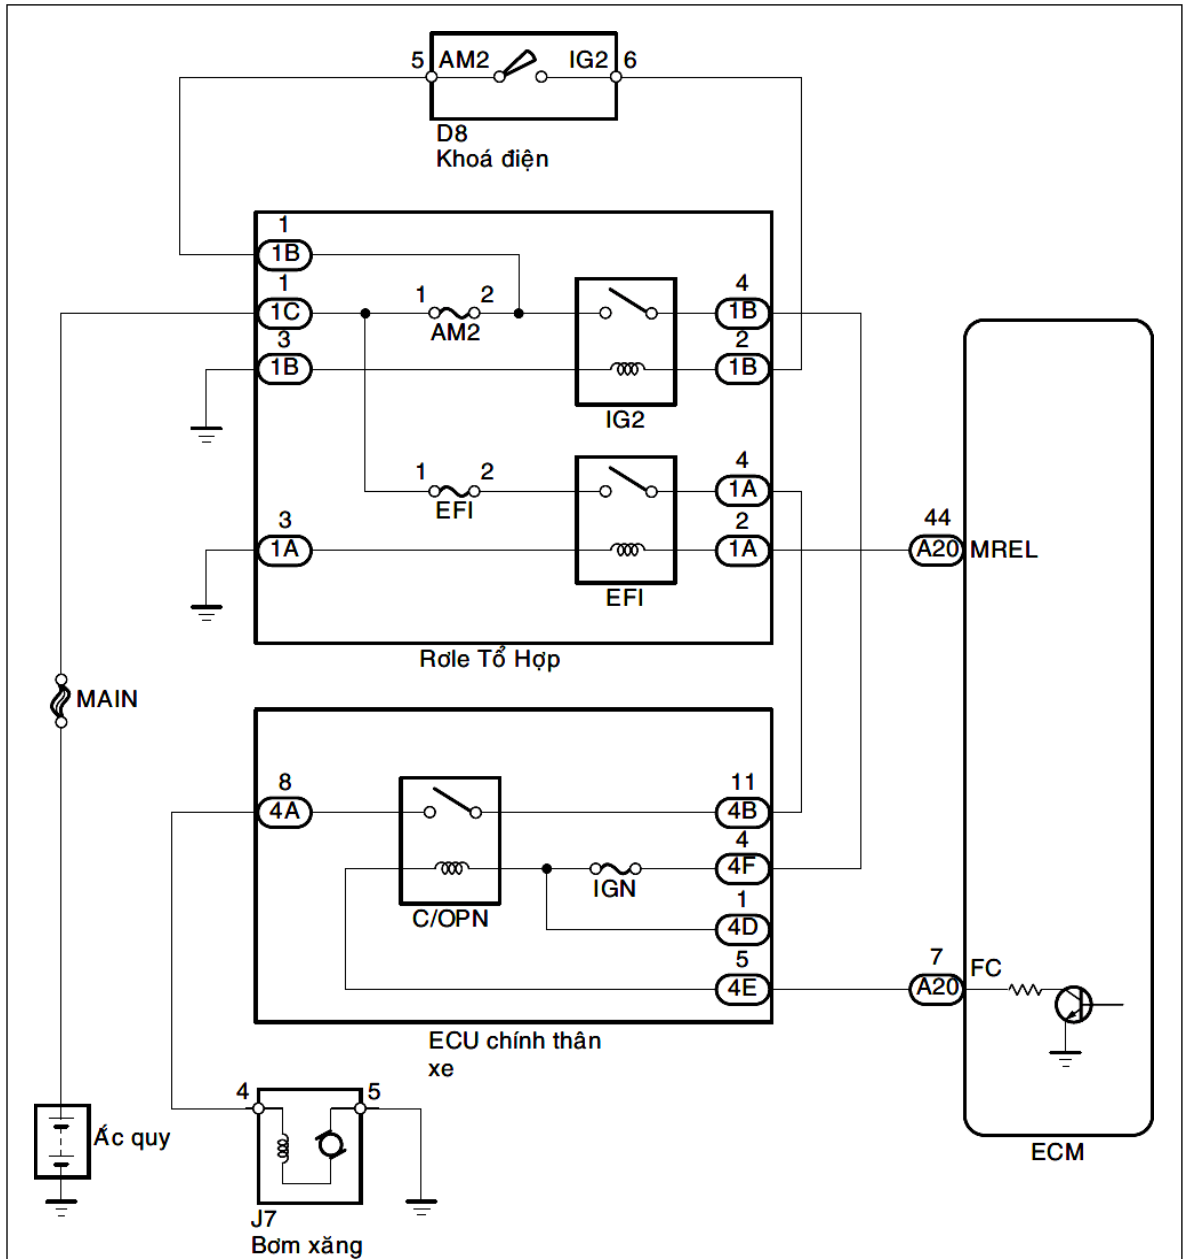 5 AM2 IG2 6
D8
Khoá điện
1
1B
1
1C
1 2
AM2
4
1B
3
1B
2
1B
IG2
1 2
EFI
4
1A
3
1A
2
1A
EFI
44
A20 MREL
Rơle Tổ Hợp
MAIN
8
4A
11
4B
4
4F
IGN
C/OPN
1
4D
5
4E
7
A20
FC
ECU chính thân
xe
4 5
Ắc quy
ECM
J7
Bơm xăng